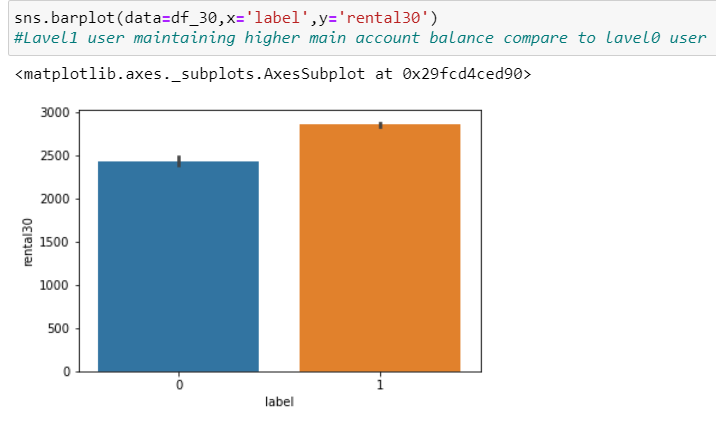 sns.barplot(data=df_30,x='label',y='rental30')
#Lavel1 user maintaining higher main account balance compare to lavel0 user
<matplotlib.axes._subplots.AxesSubplot at 0x29fcd4ced90>
3000
2500
2000
1500
1000
500
0
rental30
0 1
label